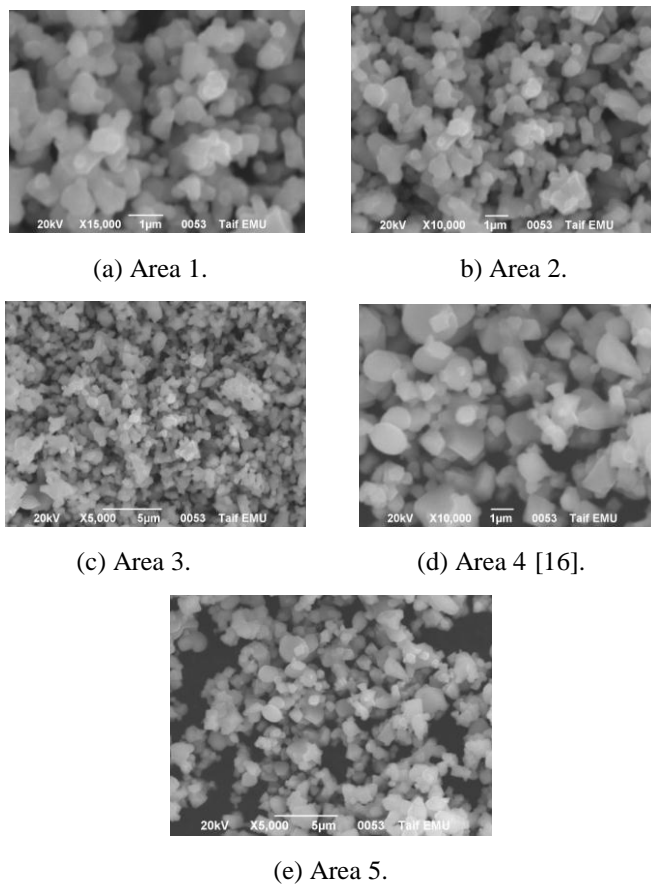 20kV X15,000 1µm 0053 Taif EMU
20kV X10,000 1µm 0053 Taif EMU
(a) Area 1.
b) Area 2.
20kV X5,000 5µm 0053 Taif EMU
20kV X10,000 1µm 0053 Taif EMU
(c) Area 3.
(d) Area 4 [16].
20kV X5,000 5µm 0053 Taif EMU
(e) Area 5.